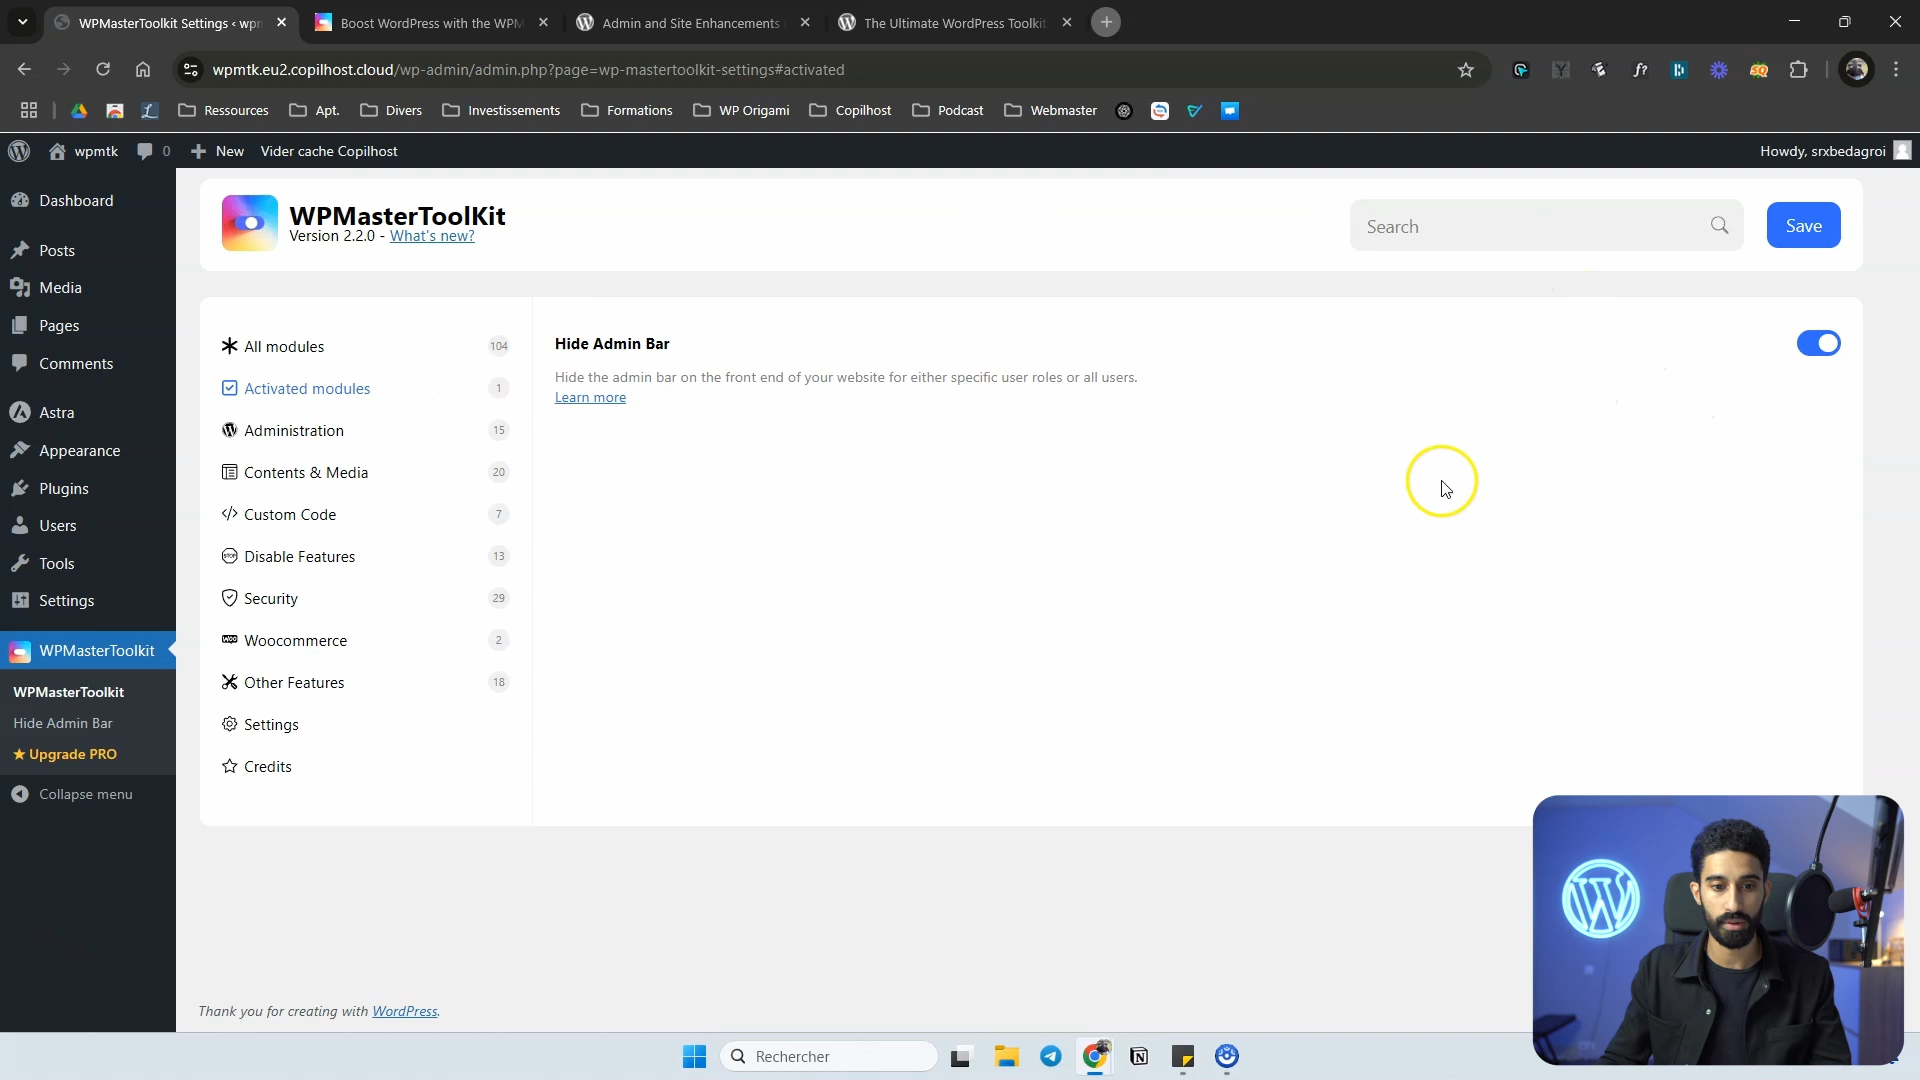 WPMasterToolkit Settings ‹ wpn
Boost WordPress with the WPM
Admin and Site Enhancements
The Ultimate WordPress Toolkit
wpmtk.eu2.copilhost.cloud/wp-admin/admin.php?page=wp-mastertoolkit-settings#activated
Ressources
Apt.
Divers
Investissements
Formations
WP Origami
Copilhost
Podcast
Webmaster
wpmtk
0
New
Vider cache Copilhost
Howdy, srxbedagroi
Dashboard
Posts
Media
Pages
Comments
Astra
Appearance
Plugins
Users
Tools
Settings
WPMasterToolkit
WPMasterToolkit
Hide Admin Bar
Upgrade PRO
Collapse menu
WPMasterToolKit
Version 2.2.0 - What's new?
Search
Save
All modules 104
Activated modules 1
Administration 15
Contents & Media 20
Custom Code 7
Disable Features 13
Security 29
Woocommerce 2
Other Features 18
Settings
Credits
Hide Admin Bar
Hide the admin bar on the front end of your website for either specific user roles or all users.
Learn more
Thank you for creating with WordPress.
Rechercher